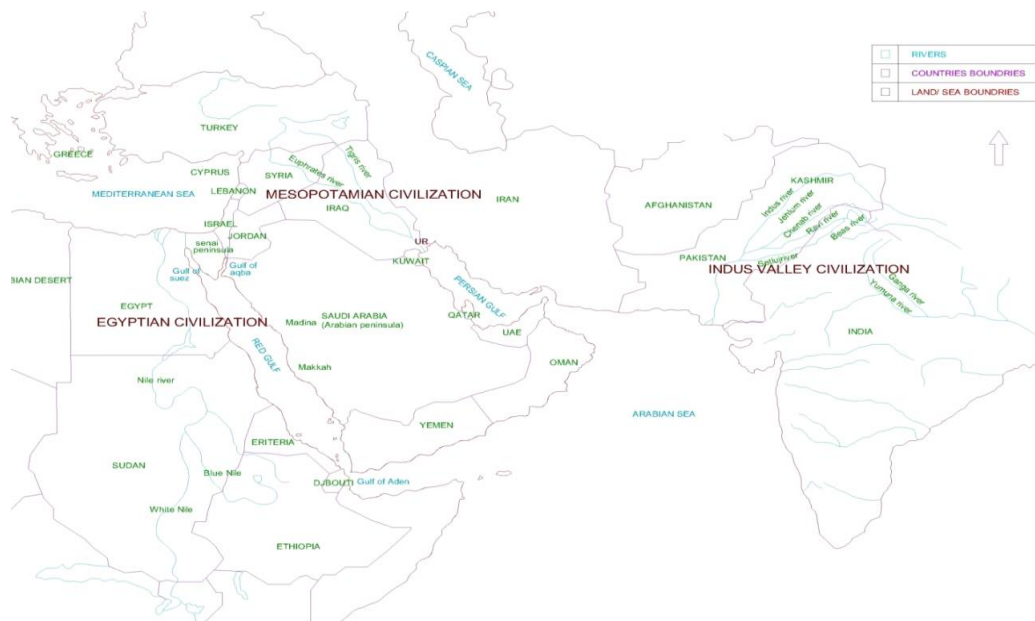 CASPIAN SEA
RIVERS
COUNTRIES BOUNDRIES
LAND/ SEA BOUNDRIES
TURKEY
GREECE
CYPRUS
SYRIA
Euphrates river
Tigris river
MEDITERRANEAN SEA
LEBANON
MESOPOTAMIAN CIVILIZATION
IRAQ
IRAN
AFGHANISTAN
KASHMIR
Indus river
Jehlum river
Chenab river
Ravi river
Beas river
ISRAEL
JORDAN
senai
peninsula
UR
KUWAIT
PAKISTAN
Sutluj river
INDUS VALLEY CIVILIZATION
Ganga river
Yumuna river
BIAN DESERT
Gulf of
suez
Gulf of
aqba
PERSIAN GULF
EGYPT
EGYPTIAN CIVILIZATION
Madina
SAUDI ARABIA
(Arabian peninsula)
QATAR
UAE
INDIA
RED GULF
Makkah
OMAN
Nile river
ARABIAN SEA
YEMEN
ERITERIA
SUDAN
Blue Nile
DJBOUTI
Gulf of Aden
White Nile
ETHIOPIA